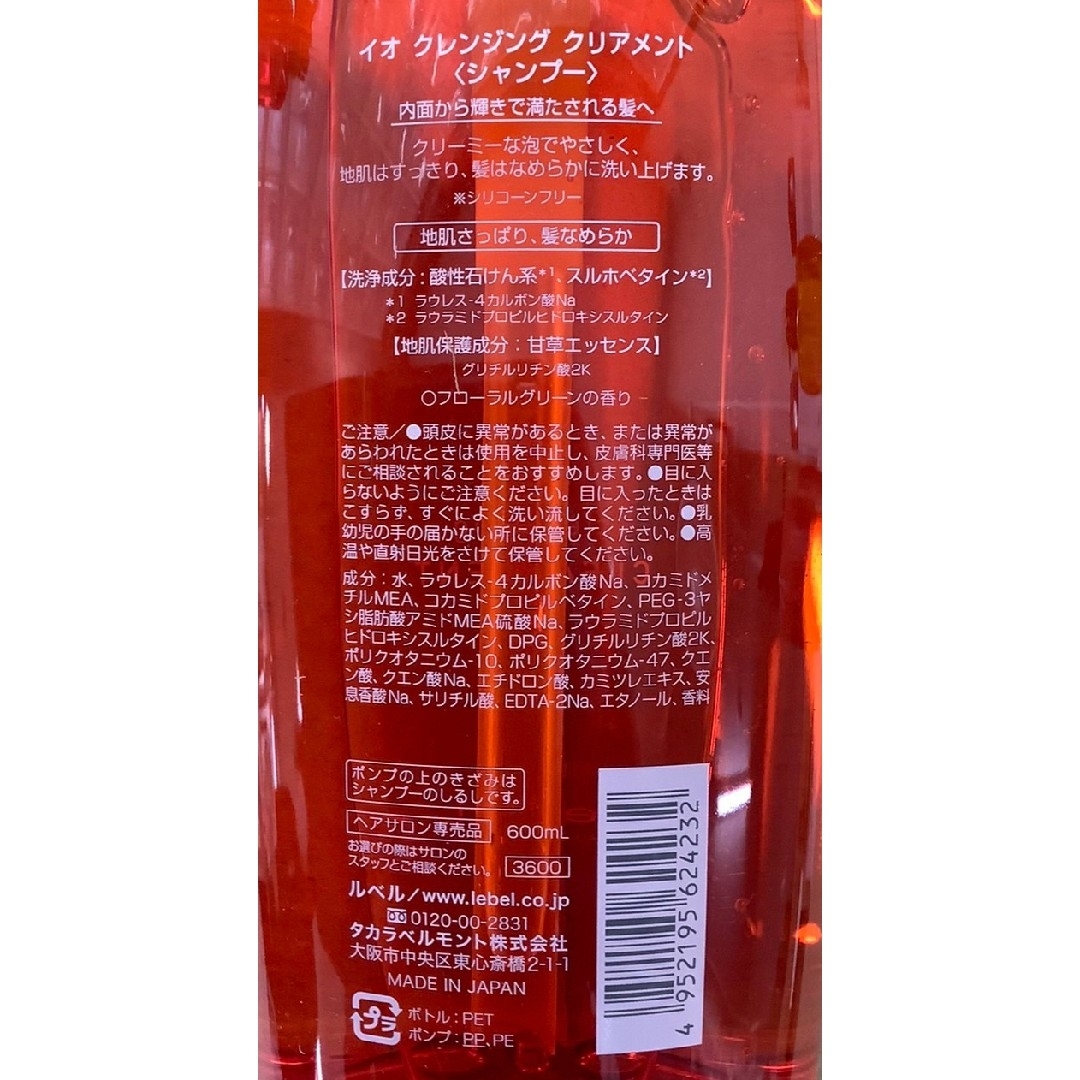 イオ クレンジング クリアメント
〈シャンプー〉
内面から輝きで満たされる髪へ
クリーミーな泡でやさしく、
地肌はすっきり、髪はなめらかに洗い上げます。
※シリコーンフリー
地肌さっぱり、髪なめらか
【洗浄成分：酸性石けん系*1、スルホベタイン*2】
*1 ラウレス-4カルボン酸Na
*2 ラウラミドプロピルヒドロキシスルタイン
【地肌保護成分：甘草エッセンス】
グリチルリチン酸2K
○フローラルグリーンの香り
ご注意／●頭皮に異常があるとき、または異常が
あらわれたときは使用を中止し、皮膚科専門医等
にご相談されることをおすすめします。●目に入
らないようにご注意ください。目に入ったときは
こすらず、すぐによく洗い流してください。●乳
幼児の手の届かない所に保管してください。●高
温や直射日光をさけて保管してください。
成分：水、ラウレス-4カルボン酸Na、コカミドメ
チルMEA、コカミドプロピルベタイン、PEG-3ヤ
シ脂肪酸アミドMEA硫酸Na、ラウラミドプロピル
ヒドロキシスルタイン、DPG、グリチルリチン酸2K、
ポリクオタニウム-10、ポリクオタニウム-47、クエ
ン酸、クエン酸Na、エチドロン酸、カミツレエキス、安
息香酸Na、サリチル酸、EDTA-2Na、エタノール、香料
ポンプの上のきざみは
シャンプーのしるしです。
ヘアサロン専売品 600mL
お選びの際はサロンの
スタッフとご相談ください。 3600
ルベル／www.lebel.co.jp
0120-00-2831
タカラベルモント株式会社
大阪市中央区東心斎橋2-1-1
MADE IN JAPAN
プラ
ボトル：PET
ポンプ：PP、PE
4952195624232